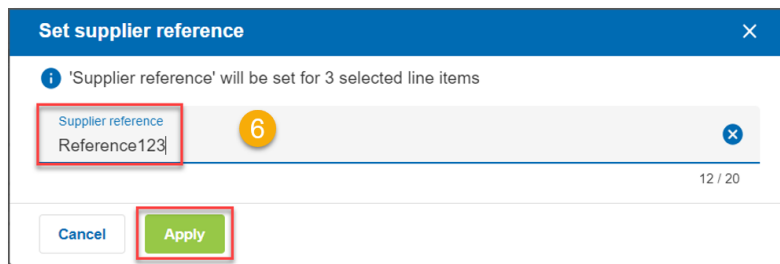 Set supplier reference
'Supplier reference' will be set for 3 selected line items
Supplier reference
Reference123
6
12 / 20
Cancel
Apply